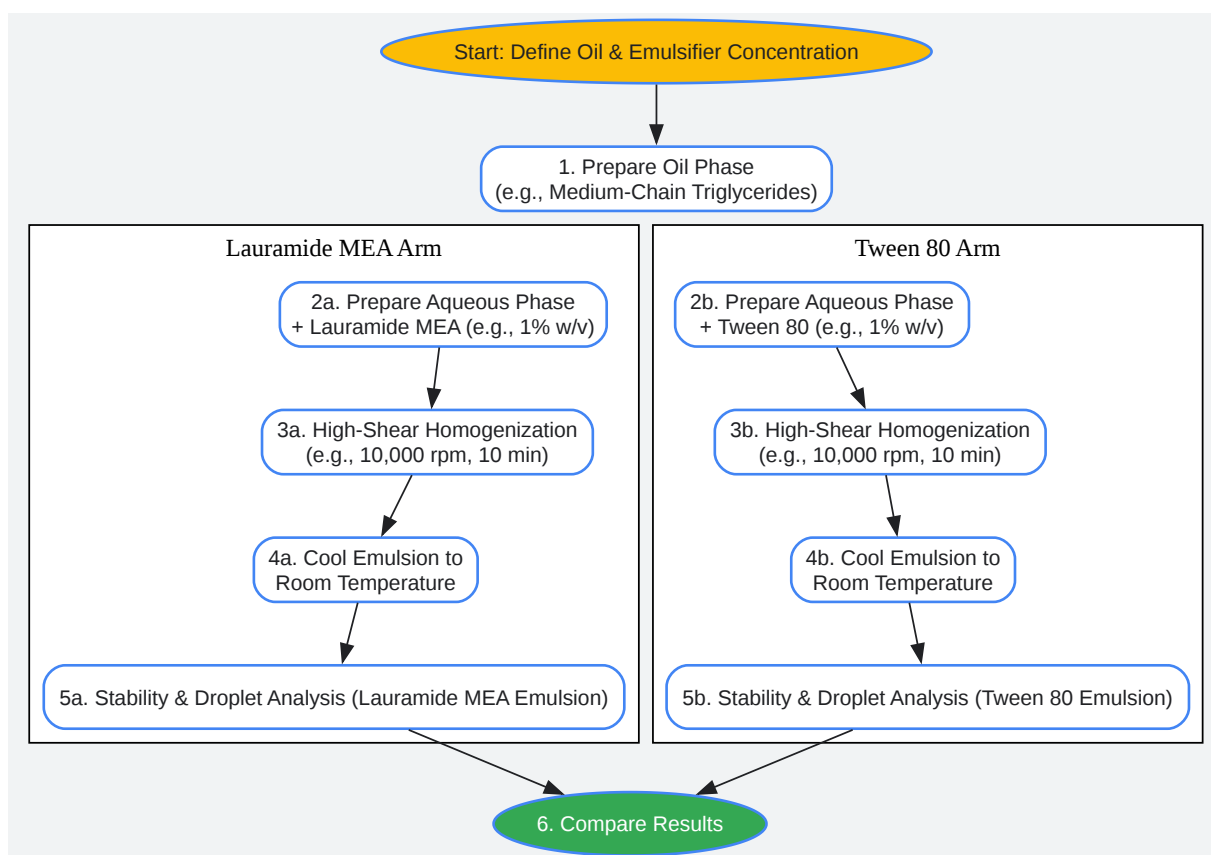 Start: Define Oil & Emulsifier Concentration
1. Prepare Oil Phase
(e.g., Medium-Chain Triglycerides)
Lauramide MEA Arm
2a. Prepare Aqueous Phase
+ Lauramide MEA (e.g., 1% w/v)
3a. High-Shear Homogenization
(e.g., 10,000 rpm, 10 min)
4a. Cool Emulsion to
Room Temperature
5a. Stability & Droplet Analysis (Lauramide MEA Emulsion)
Tween 80 Arm
2b. Prepare Aqueous Phase
+ Tween 80 (e.g., 1% w/v)
3b. High-Shear Homogenization
(e.g., 10,000 rpm, 10 min)
4b. Cool Emulsion to
Room Temperature
5b. Stability & Droplet Analysis (Tween 80 Emulsion)
6. Compare Results